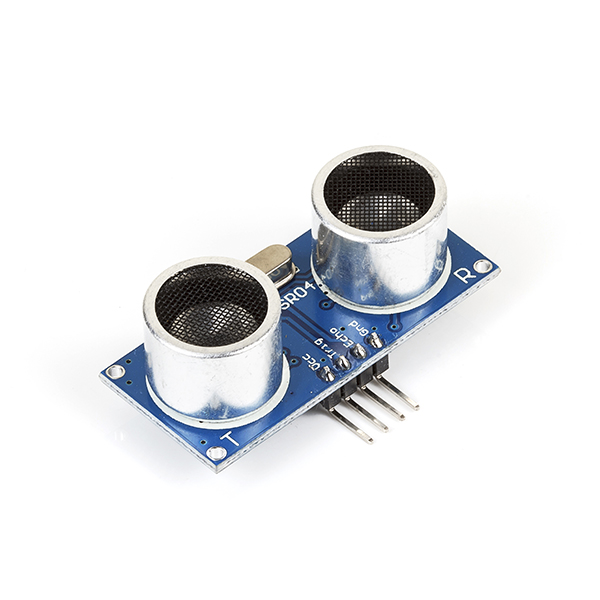 SR04
R
Vcc
Trig
Echo
Gnd
T